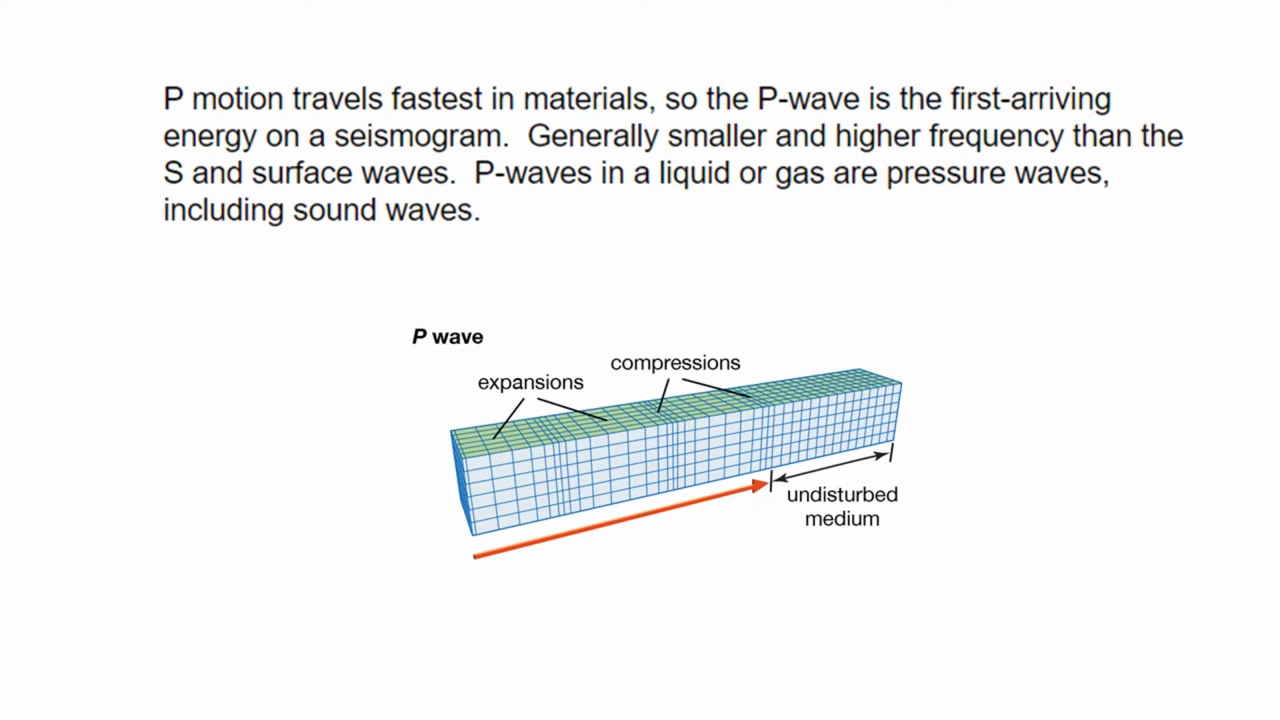 P motion travels fastest in materials, so the P-wave is the first-arriving
energy on a seismogram.  Generally smaller and higher frequency than the
S and surface waves.  P-waves in a liquid or gas are pressure waves,
including sound waves.
P wave
compressions
expansions
undisturbed
medium